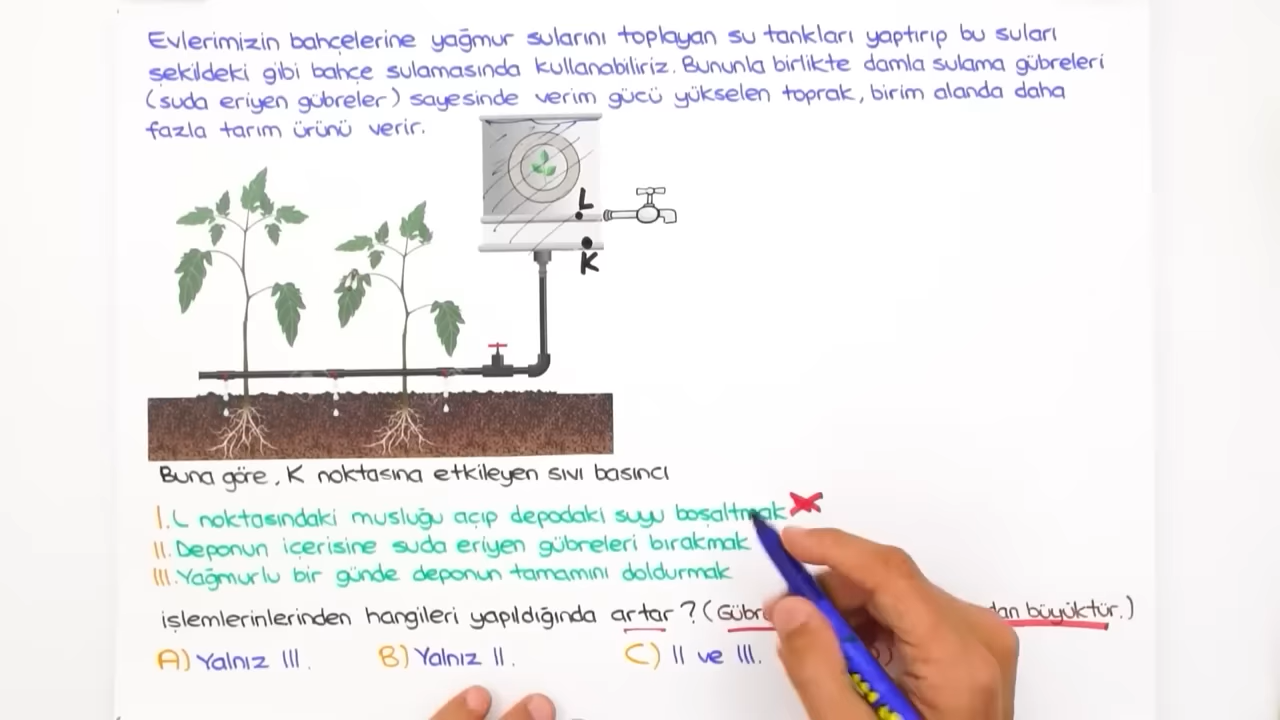 Evlerimizin bahçelerine yağmur sularını toplayan su tankları yaptırıp bu suları
şekildeki gibi bahçe sulamasında kullanabiliriz. Bununla birlikte damla sulama gübreleri
(suda eriyen gübreler) sayesinde verim gücü yükselen toprak, birim alanda daha
fazla tarım ürünü verir.
L
K
Buna göre, K noktasına etkileyen sıvı basıncı
I. L noktasındaki musluğu açıp depodaki suyu boşaltmak
II. Deponun içerisine suda eriyen gübreleri bırakmak
III. Yağmurlu bir günde deponun tamamını doldurmak
işlemlerinlerinden hangileri yapıldığında artar? (Gübr dan büyüktür.)
A) Yalnız III. B) Yalnız II. C) II ve III.